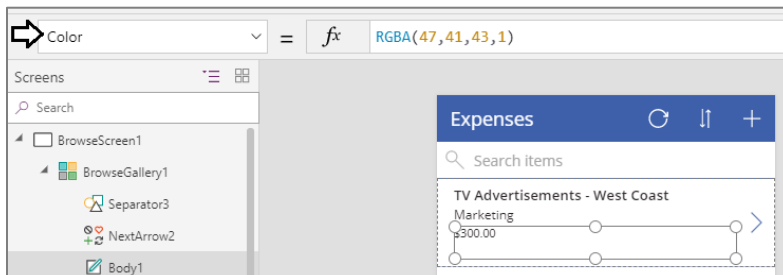 Color = fx RGBA(47,41,43,1)
Screens
Search
BrowseScreen1
BrowseGallery1
Separator3
NextArrow2
Body1
Expenses
Search items
TV Advertisements - West Coast
Marketing
$300.00